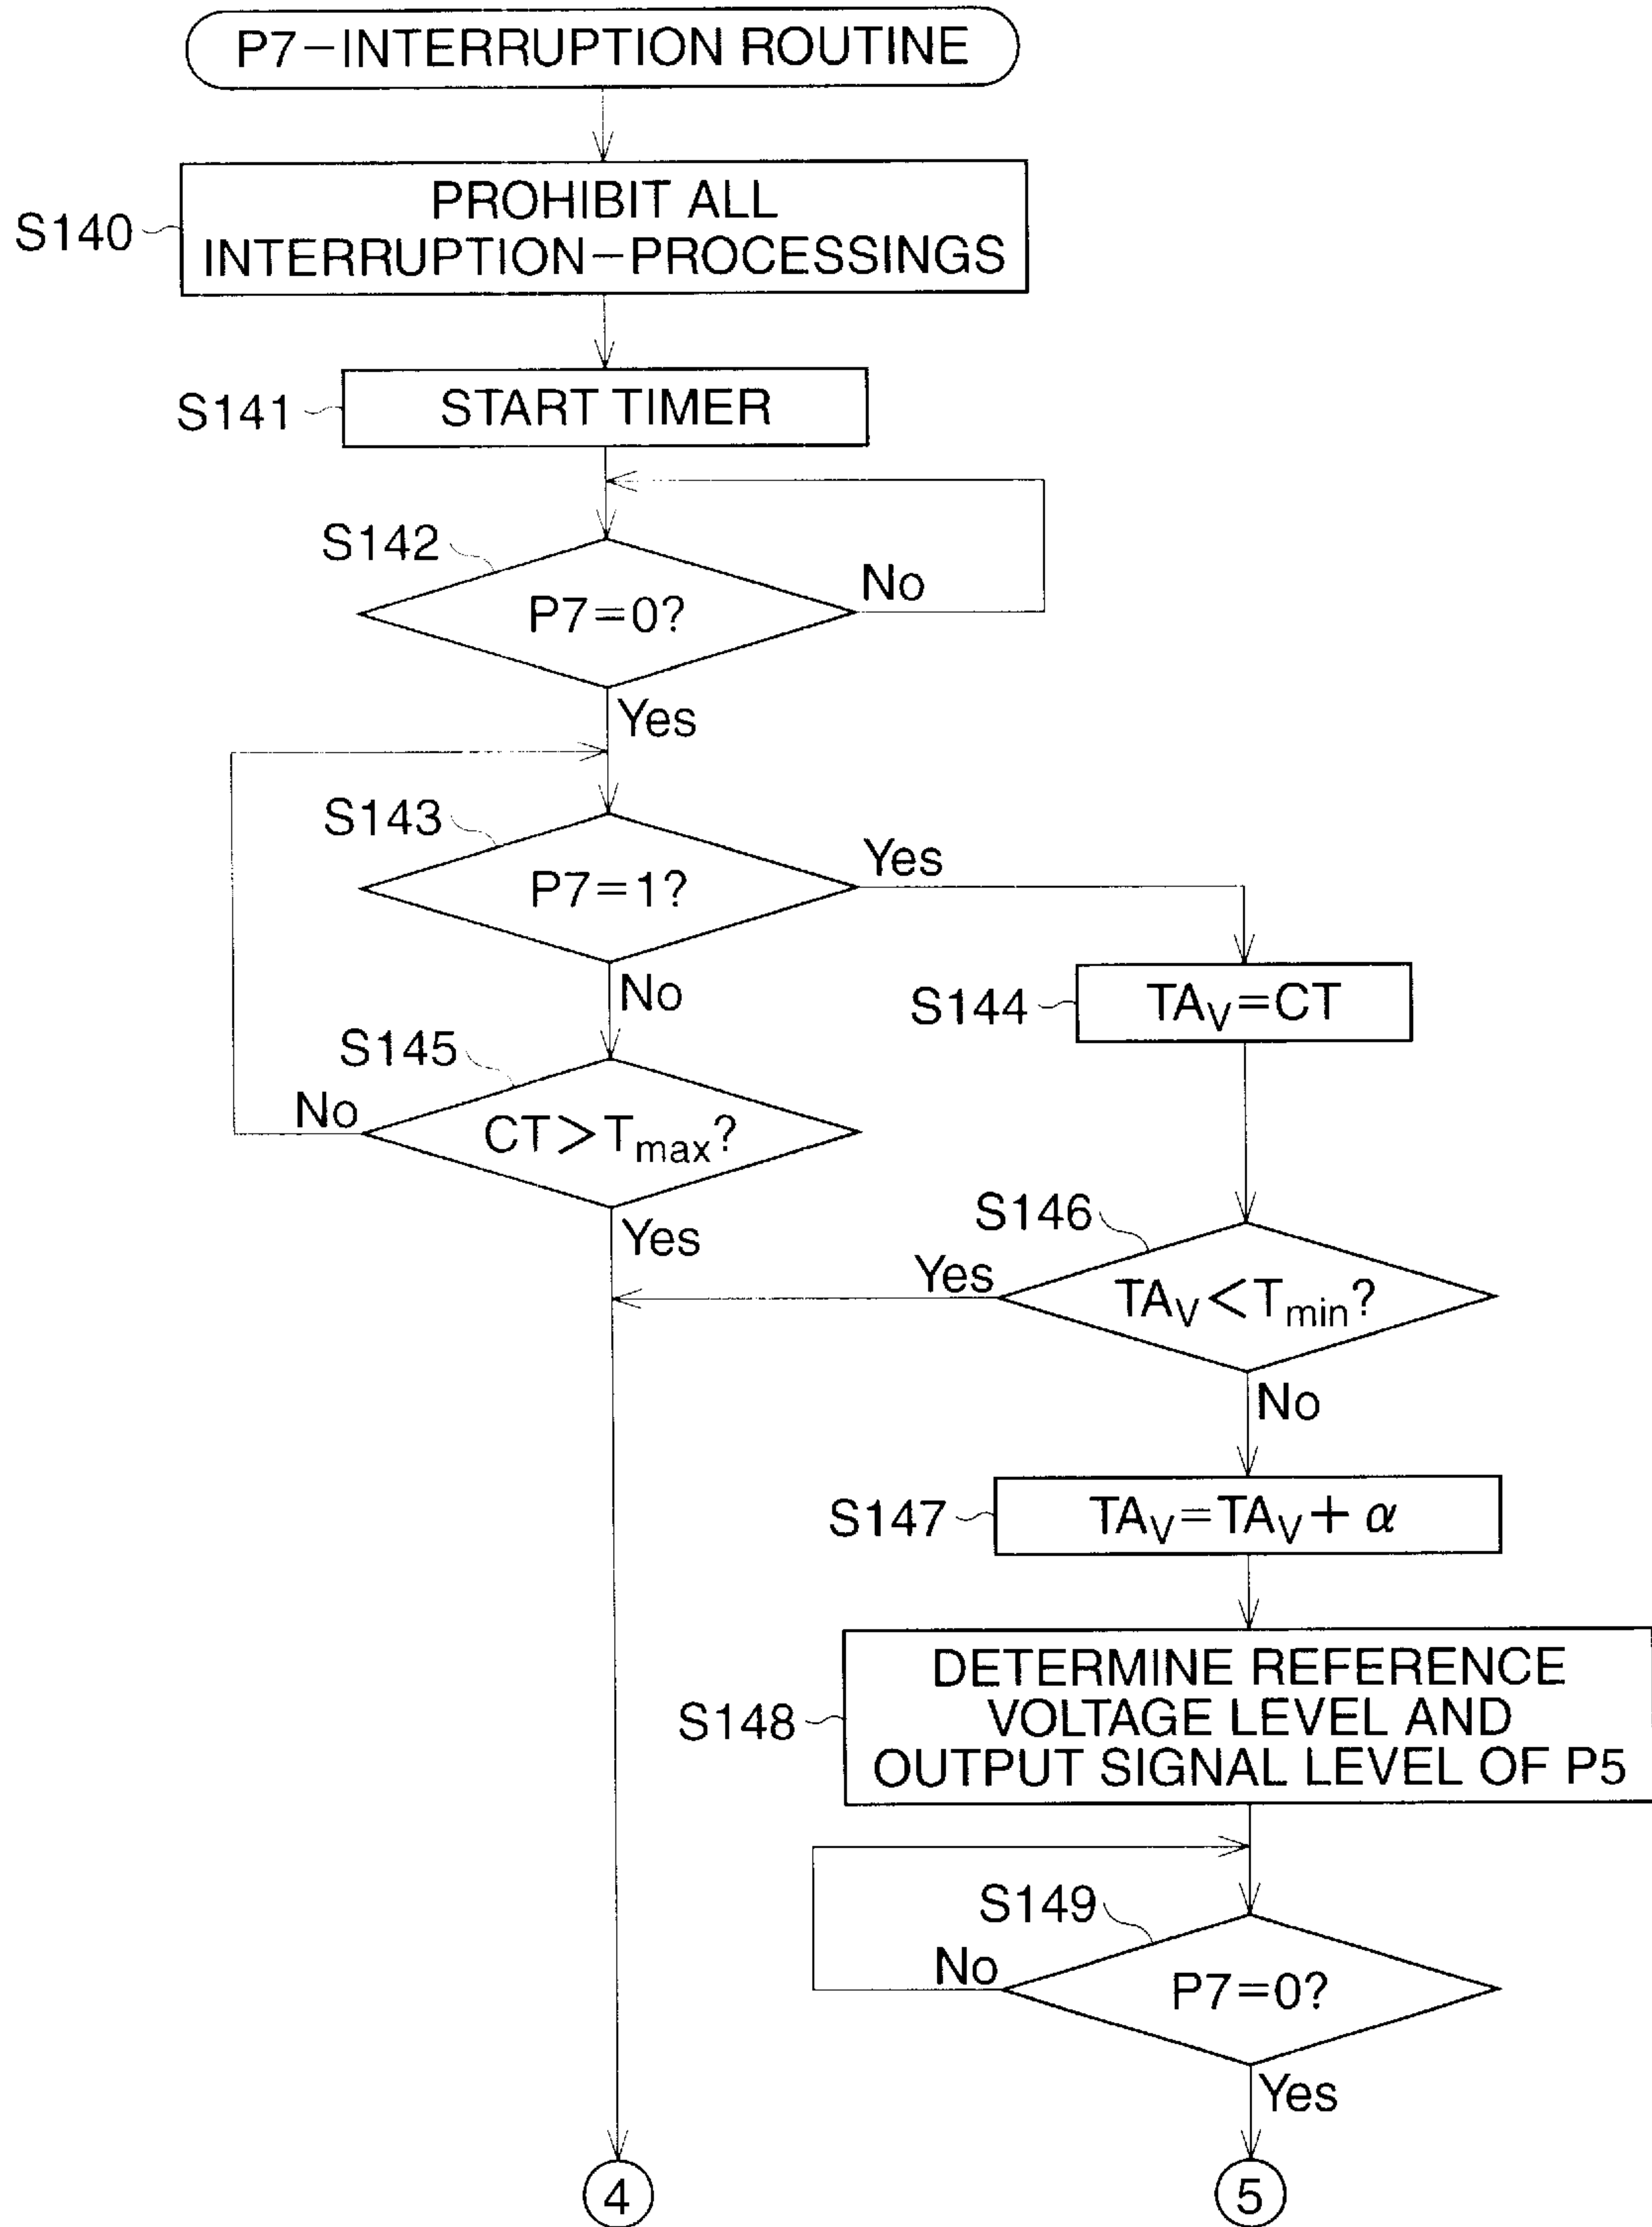 P7-INTERRUPTION ROUTINE
S140
PROHIBIT ALL
INTERRUPTION-PROCESSINGS
S141
START TIMER
S142
P7=0?
No
Yes
S143
P7=1?
Yes
No
S144
TAV=CT
S145
CT>Tmax?
No
Yes
S146
TAV<Tmin?
Yes
No
S147
TAV=TAV+α
S148
DETERMINE REFERENCE
VOLTAGE LEVEL AND
OUTPUT SIGNAL LEVEL OF P5
S149
P7=0?
No
Yes
4
5